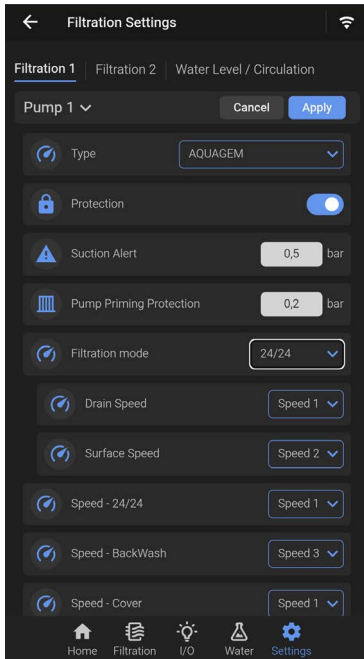 Filtration Settings
Filtration 1 | Filtration 2 | Water Level / Circulation
Pump 1 Cancel Apply
Type AQUAGEM
Protection
Suction Alert 0,5 bar
Pump Priming Protection 0,2 bar
Filtration mode 24/24
Drain Speed Speed 1
Surface Speed Speed 2
Speed - 24/24 Speed 1
Speed - BackWash Speed 3
Speed - Cover Speed 1
Home Filtration I/O Water Settings